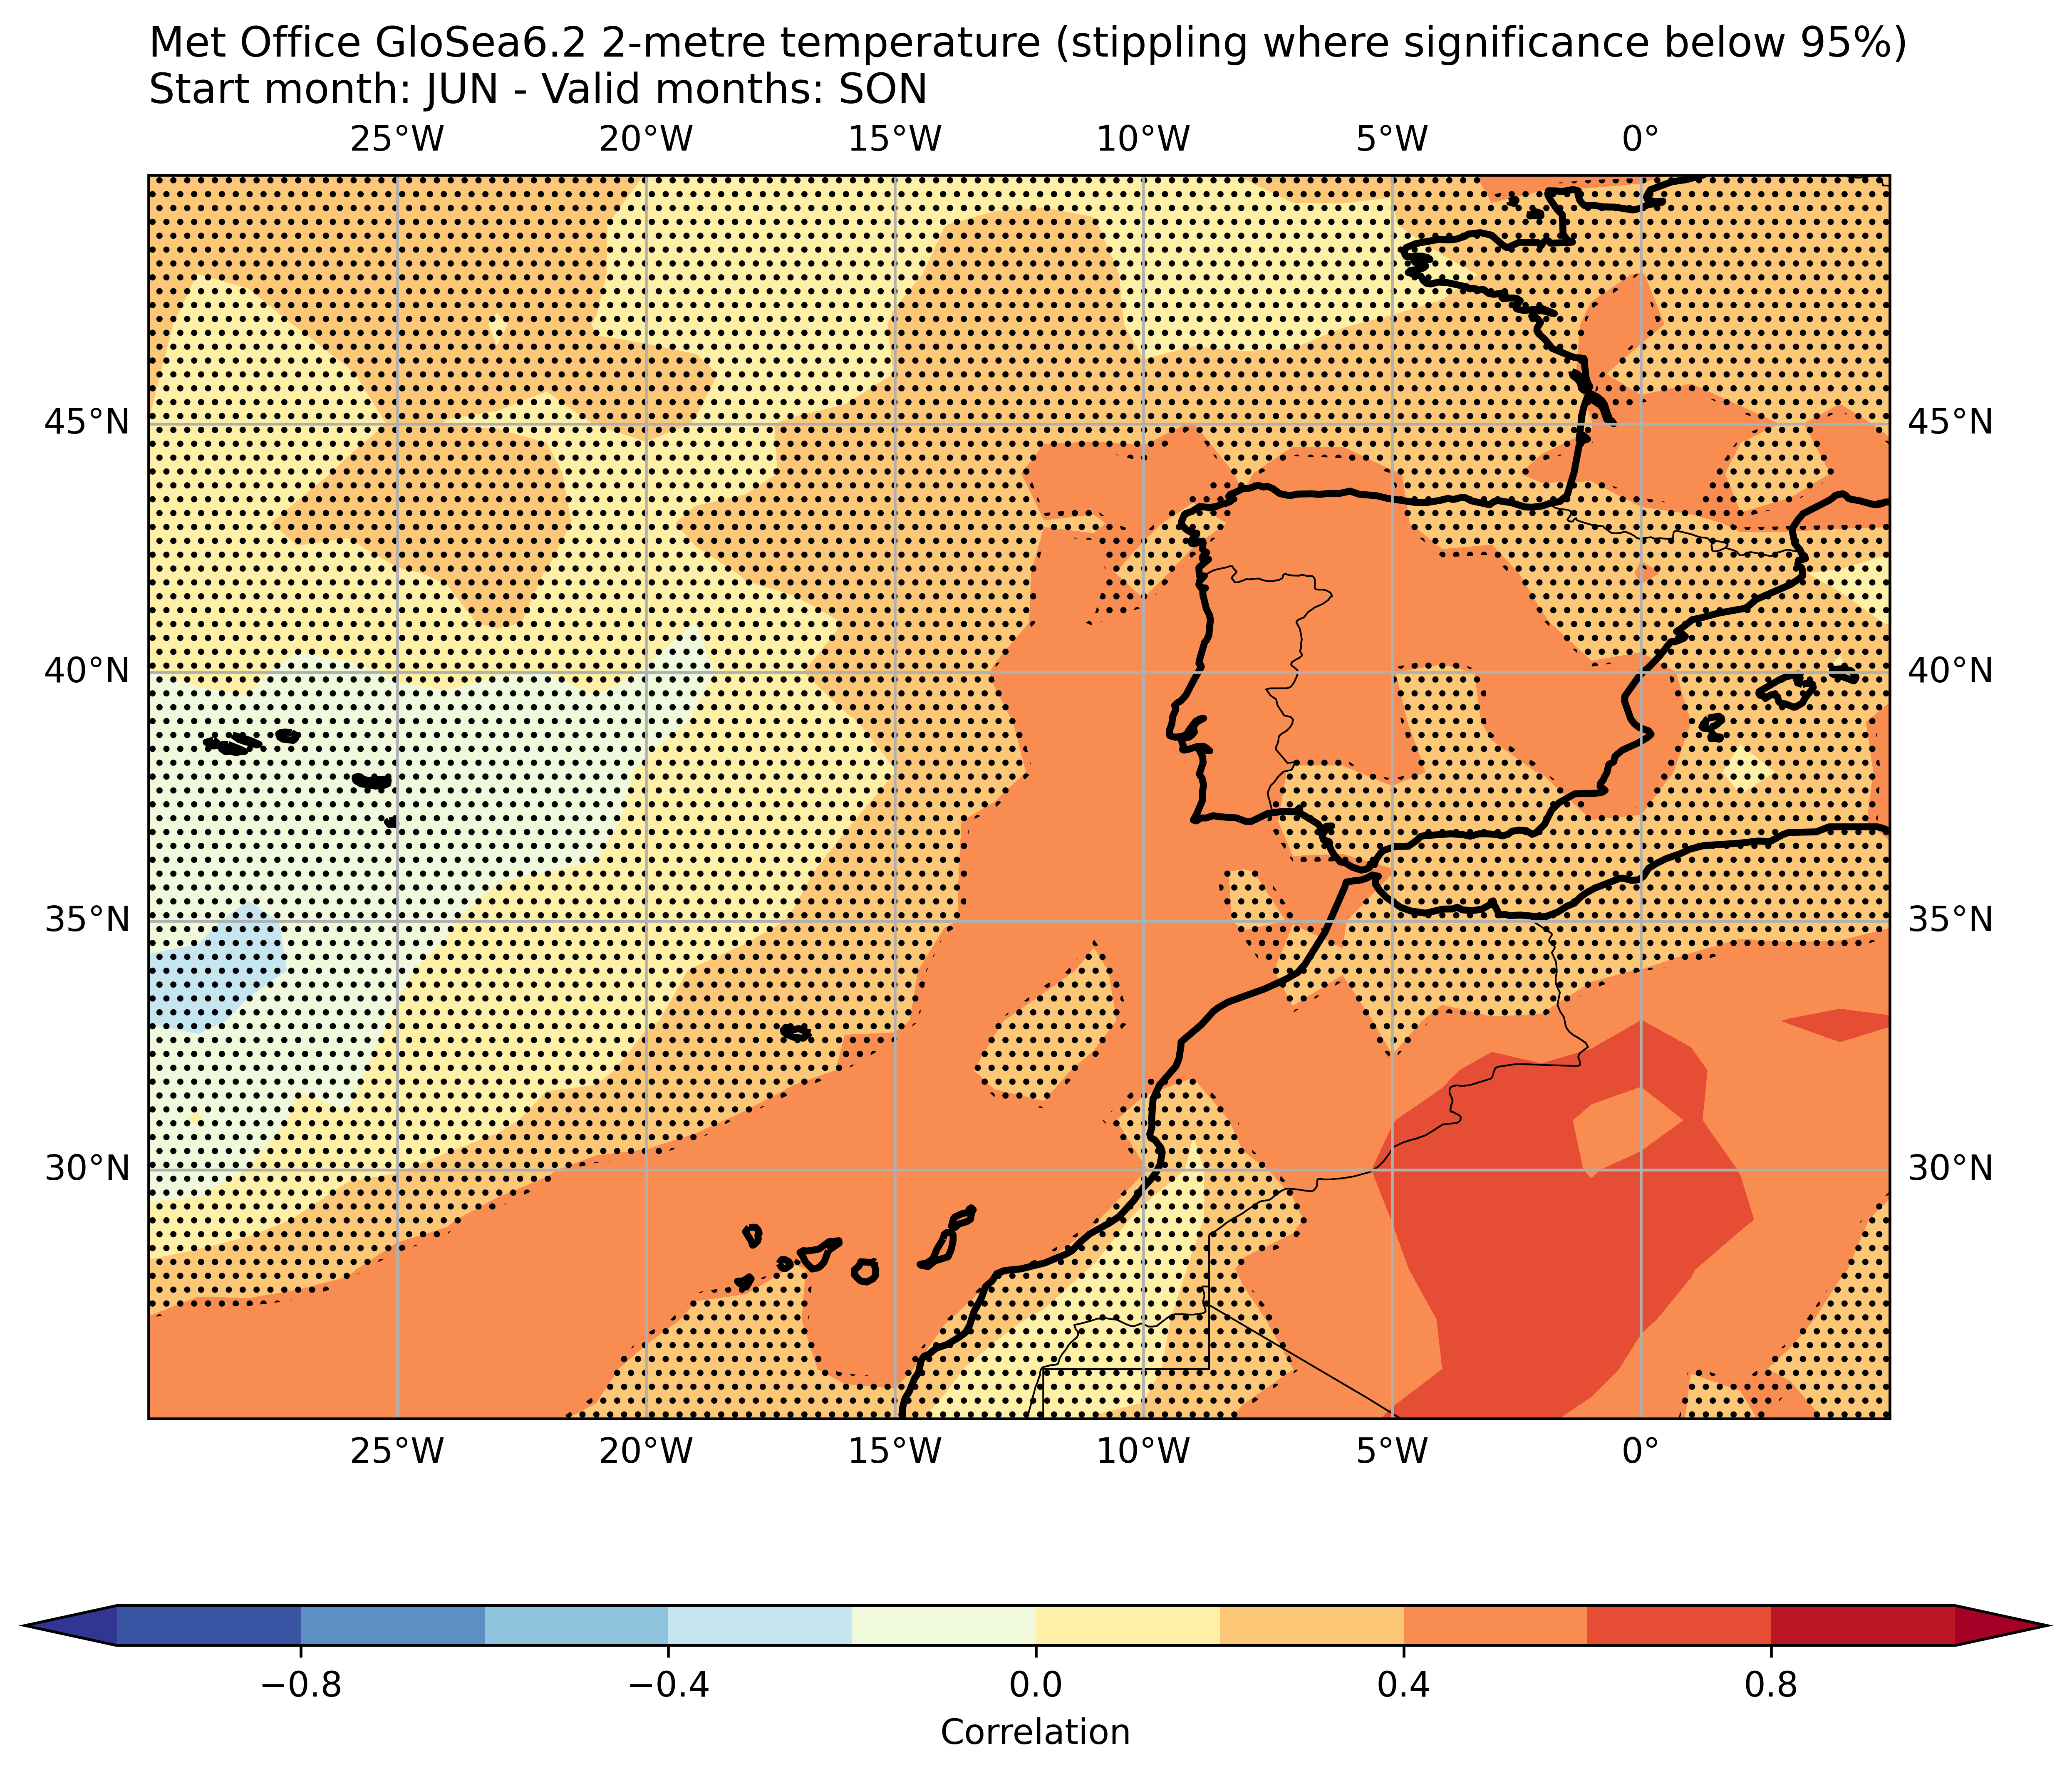 Met Office GloSea6.2 2-metre temperature (stippling where significance below 95%)
Start month: JUN - Valid months: SON
25°W 20°W 15°W 10°W 5°W 0°
45°N 45°N
40°N 40°N
35°N 35°N
30°N 30°N
25°W 20°W 15°W 10°W 5°W 0°
−0.8 −0.4 0.0 0.4 0.8
Correlation